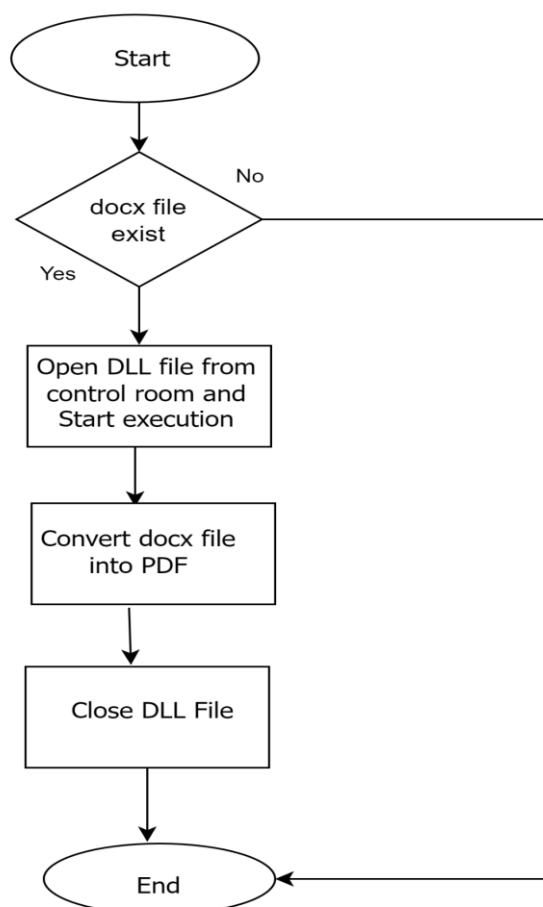 Start
No
docx file
exist
Yes
Open DLL file from
control room and
Start execution
Convert docx file
into PDF
Close DLL File
End